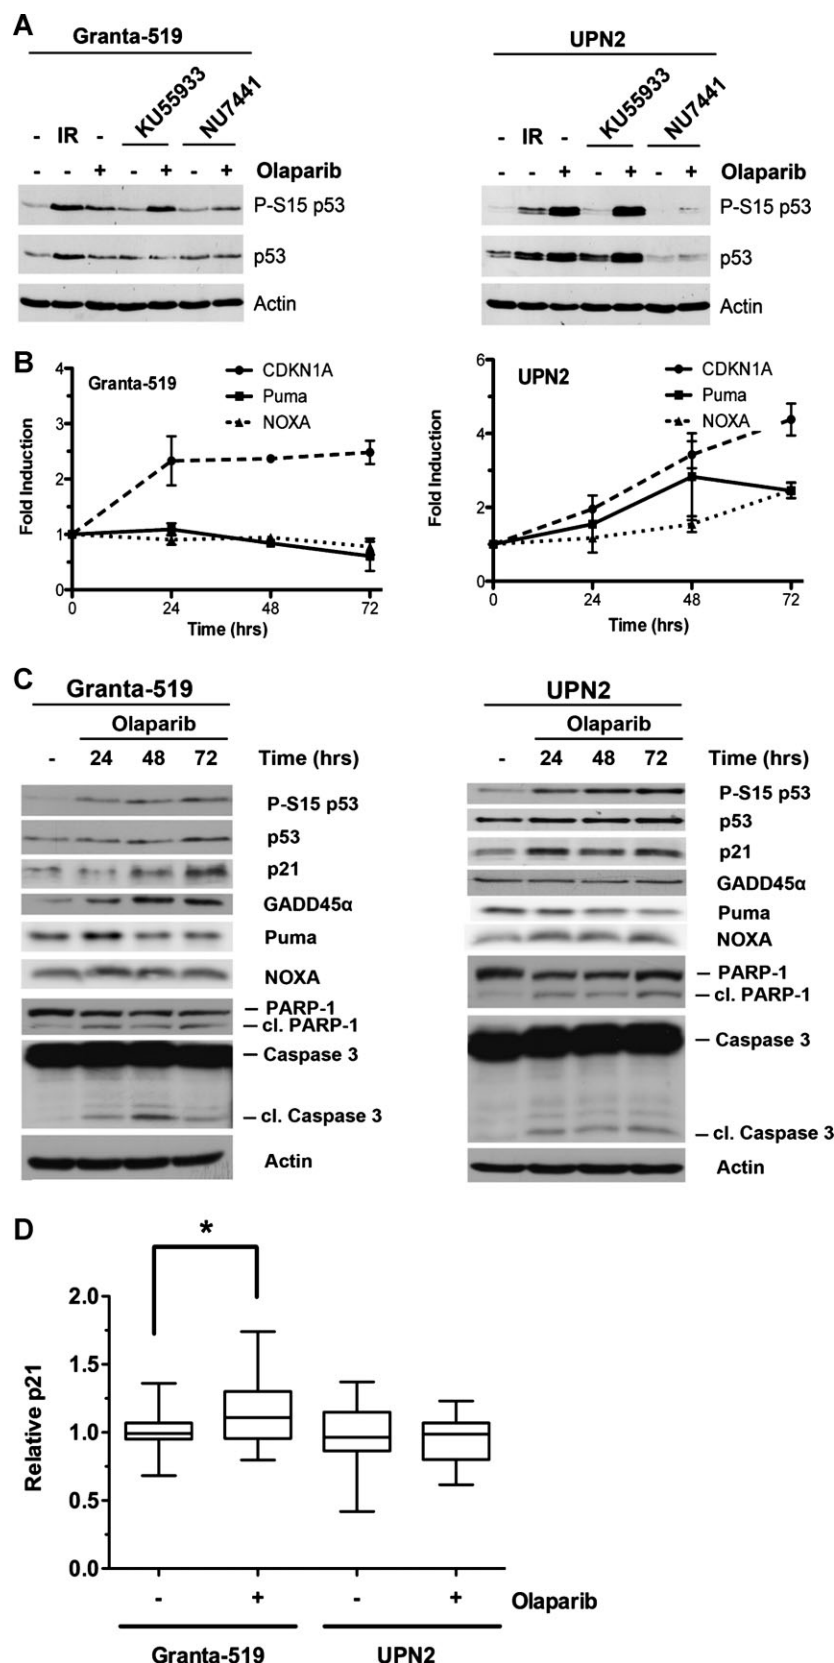 A
Granta-519
UPN2
KU55933
NU7441
KU55933
NU7441
- IR -
- IR -
- - + - + - + Olaparib
- - + - + - + Olaparib
P-S15 p53
P-S15 p53
p53
p53
Actin
Actin
B
Granta-519
CDKN1A
Puma
NOXA
Fold Induction
4
3
2
1
0
0 24 48 72
Time (hrs)
UPN2
CDKN1A
Puma
NOXA
Fold Induction
6
4
2
0
0 24 48 72
Time (hrs)
C
Granta-519
Olaparib
- 24 48 72 Time (hrs)
P-S15 p53
p53
p21
GADD45α
Puma
NOXA
– PARP-1
– cl. PARP-1
– Caspase 3
– cl. Caspase 3
Actin
UPN2
Olaparib
- 24 48 72 Time (hrs)
P-S15 p53
p53
p21
GADD45α
Puma
NOXA
– PARP-1
– cl. PARP-1
– Caspase 3
– cl. Caspase 3
Actin
D
*
Relative p21
2.0
1.5
1.0
0.5
0.0
- + - + Olaparib
Granta-519 UPN2